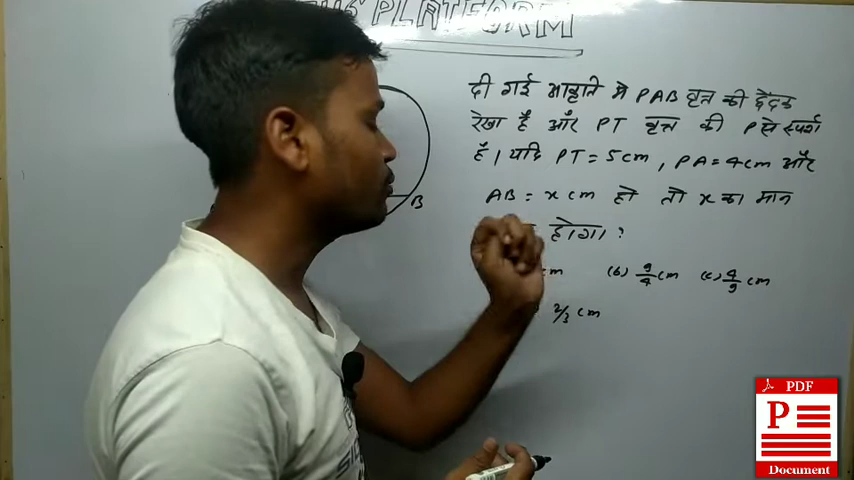 PLATFORM
दी गई आकृति में PAB वृत्त की छेदक
रेखा है और PT वृत्त की P से स्पर्श
है। यदि PT = 5cm, PA = 4cm और
AB = x cm हो तो x का मान
होगा ?
cm (b) 9/4 cm (c) 4/9 cm
2/3 cm
B
PDF
P
Document